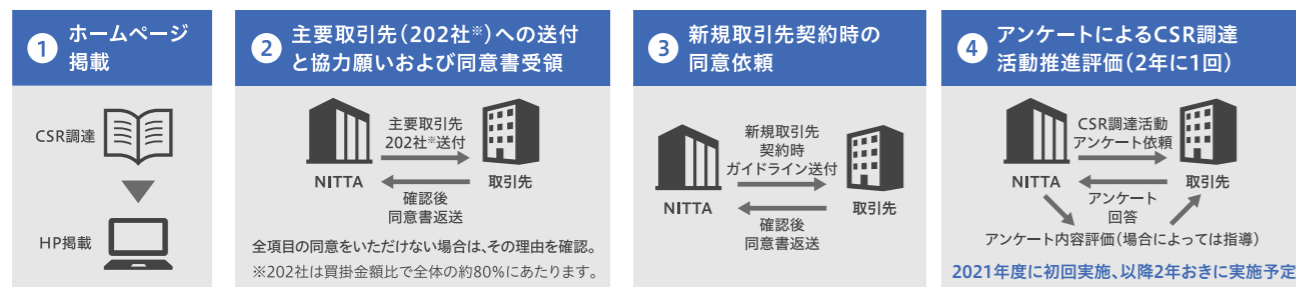 1 ホームページ
掲載
CSR調達
HP掲載
2 主要取引先(202社※)への送付
と協力願いおよび同意書受領
主要取引先
202社※送付
NITTA
取引先
確認後
同意書返送
全項目の同意をいただけない場合は、その理由を確認。
※202社は買掛金額比で全体の約80%にあたります。
3 新規取引先契約時の
同意依頼
新規取引先
契約時
ガイドライン送付
NITTA
取引先
確認後
同意書返送
4 アンケートによるCSR調達
活動推進評価(2年に1回)
CSR調達活動
アンケート依頼
NITTA
取引先
アンケート
回答
アンケート内容評価(場合によっては指導)
2021年度に初回実施、以降2年おきに実施予定